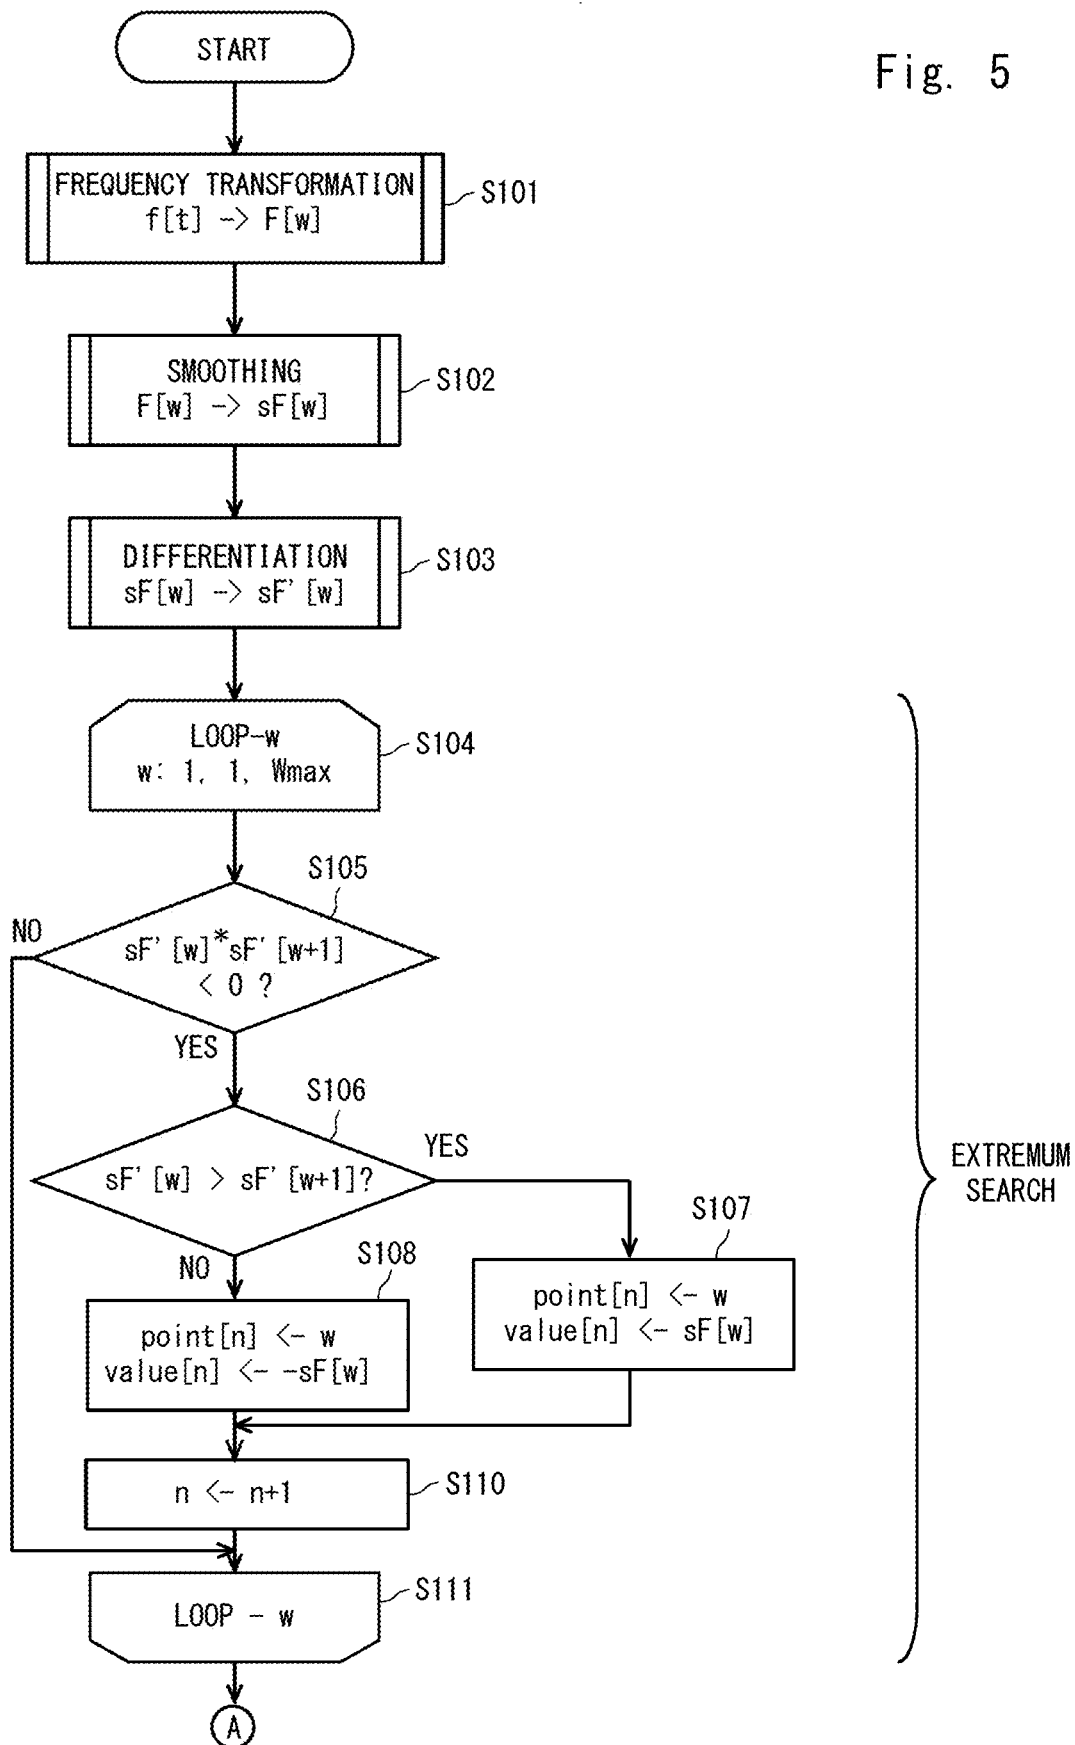 START
Fig. 5
FREQUENCY TRANSFORMATION
f[t] -> F[w]
S101
SMOOTHING
F[w] -> sF[w]
S102
DIFFERENTIATION
sF[w] -> sF'[w]
S103
LOOP-w
w: 1, 1, Wmax
S104
S105
NO
sF'[w]*sF'[w+1]
< 0 ?
YES
S106
YES
sF'[w] > sF'[w+1]?
EXTREMUM
SEARCH
NO
S108
S107
point[n] <- w
value[n] <- -sF[w]
point[n] <- w
value[n] <- sF[w]
n <- n+1
S110
LOOP - w
S111
A